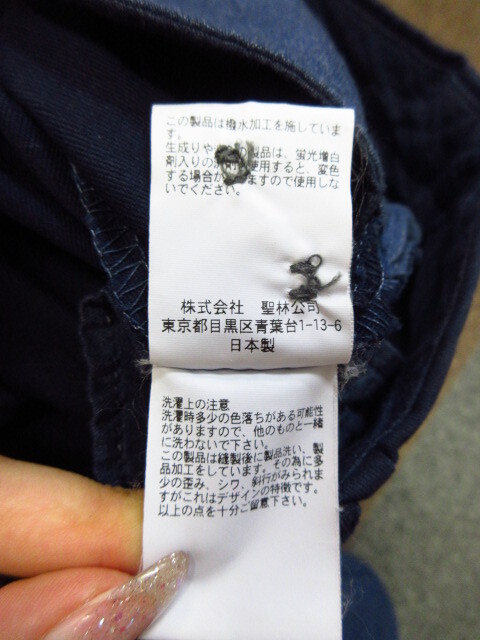 この製品は撥水加工を施していま
す。
生成りや 製品は、蛍光増白
剤入りの 使用すると、変色
する場合が ますので使用しな
いでください。
株式会社 聖林公司
東京都目黒区青葉台1-13-6
日本製
洗濯上の注意
洗濯時多少の色落ちがある可能性
がありますので、他のものと一緒
に洗わないで下さい。
この製品は縫製後に製品洗い、製
品加工をしています。その為に多
少の歪み、シワ、斜行がみられま
すがこれはデザインの特徴です。
以上の点を十分ご留意下さい。